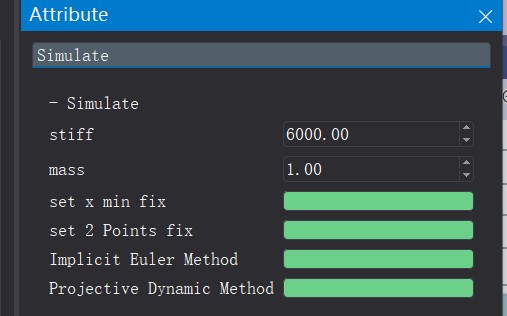 Attribute
Simulate
- Simulate
stiff 6000.00
mass 1.00
set x min fix
set 2 Points fix
Implicit Euler Method
Projective Dynamic Method